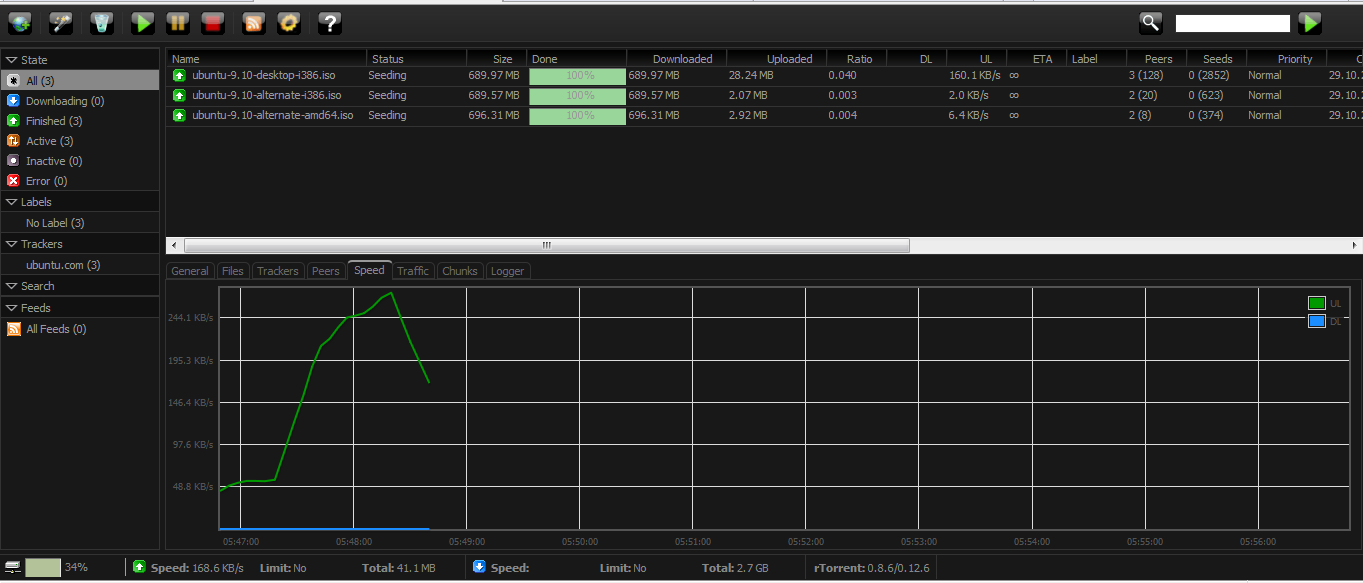 State
All (3)
Downloading (0)
Finished (3)
Active (3)
Inactive (0)
Error (0)
Labels
No Label (3)
Trackers
ubuntu.com (3)
Search
Feeds
All Feeds (0)
Name Status Size Done Downloaded Uploaded Ratio DL UL ETA Label Peers Seeds Priority C
ubuntu-9.10-desktop-i386.iso Seeding 689.97 MB 100% 689.97 MB 28.24 MB 0.040 160.1 KB/s ∞ 3 (128) 0 (2852) Normal 29.10.
ubuntu-9.10-alternate-i386.iso Seeding 689.57 MB 100% 689.57 MB 2.07 MB 0.003 2.0 KB/s ∞ 2 (20) 0 (623) Normal 29.10.
ubuntu-9.10-alternate-amd64.iso Seeding 696.31 MB 100% 696.31 MB 2.92 MB 0.004 6.4 KB/s ∞ 2 (8) 0 (374) Normal 29.10.
General Files Trackers Peers Speed Traffic Chunks Logger
UL
DL
244.1 KB/s
195.3 KB/s
146.4 KB/s
97.6 KB/s
48.8 KB/s
05:47:00 05:48:00 05:49:00 05:50:00 05:51:00 05:52:00 05:53:00 05:54:00 05:55:00 05:56:00
34% Speed: 168.6 KB/s Limit: No Total: 41.1 MB Speed: Limit: No Total: 2.7 GB rTorrent: 0.8.6/0.12.6